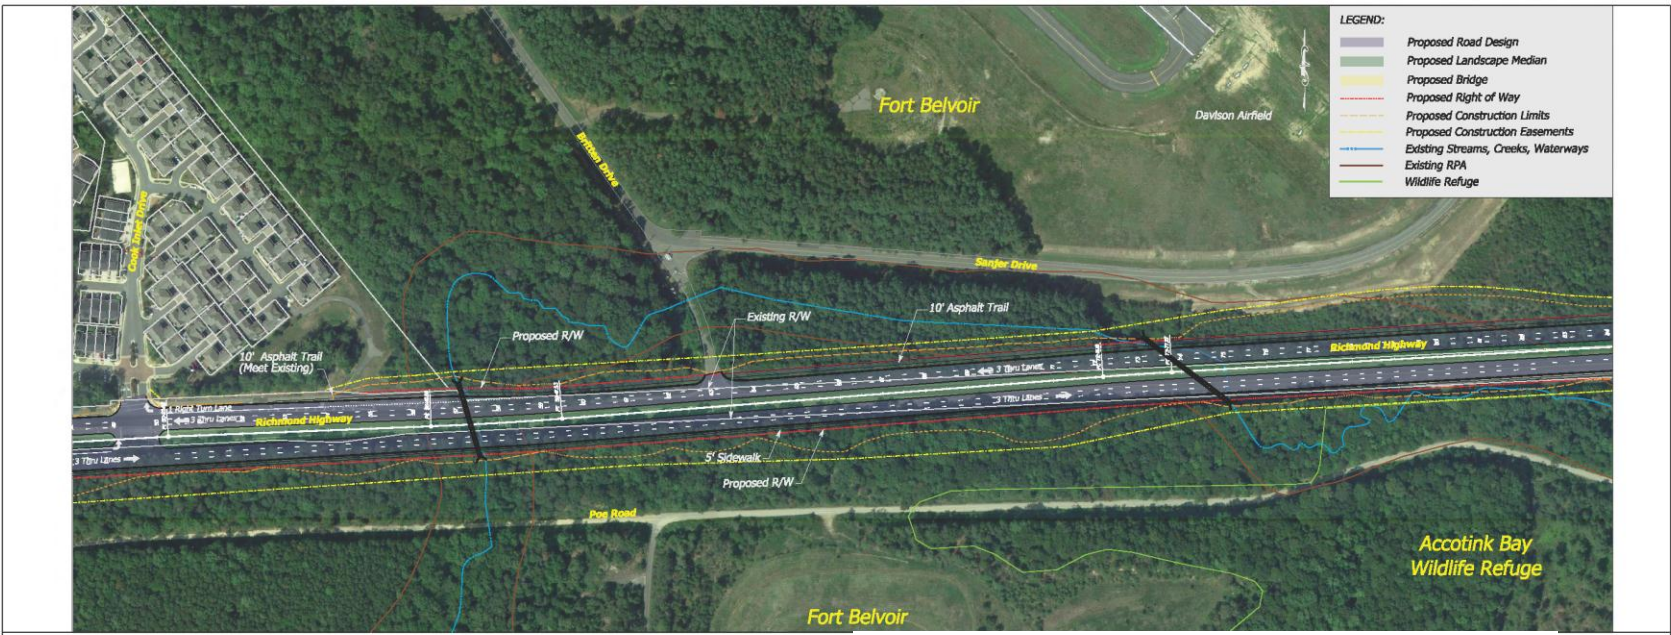 LEGEND:
Proposed Road Design
Proposed Landscape Median
Proposed Bridge
Proposed Right of Way
Proposed Construction Limits
Proposed Construction Easements
Existing Streams, Creeks, Waterways
Existing RPA
Wildlife Refuge
Fort Belvoir
Davison Airfield
Britten Drive
Cook Inlet Drive
Sanjer Drive
10' Asphalt Trail
Existing R/W
Proposed R/W
10' Asphalt Trail
(Meet Existing)
Richmond Highway
3 Thru Lanes
1 Right Turn Lane
3 Thru Lanes
Richmond Highway
3 Thru Lanes
3 Thru Lanes
5' Sidewalk
Proposed R/W
Poe Road
Accotink Bay
Wildlife Refuge
Fort Belvoir